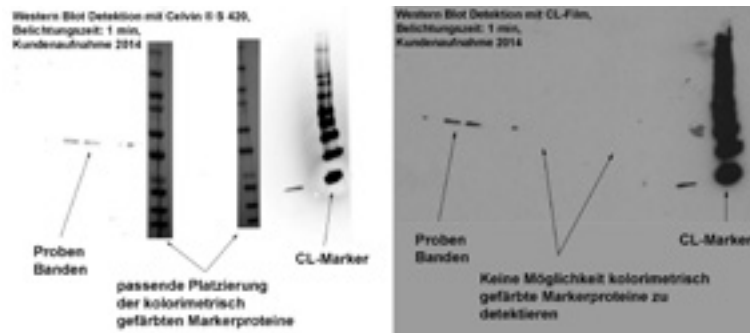 Western Blot Detektion mit Celvin® S 420,
Belichtungszeit: 1 min,
Kundenaufnahme 2014
Proben
Banden
passende Platzierung
der kolorimetrisch
gefärbten Markerproteine
CL-Marker
Western Blot Detektion mit CL-Film,
Belichtungszeit: 1 min,
Kundenaufnahme 2014
Proben
Banden
Keine Möglichkeit kolorimetrisch
gefärbte Markerproteine zu
detektieren
CL-Marker